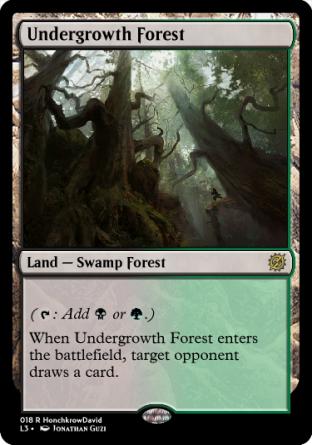 Undergrowth Forest
Land — Swamp Forest
(: Add or .)
When Undergrowth Forest enters
the battlefield, target opponent
draws a card.
018 R HonchkrowDavid
L3 • Jonathan Guzi